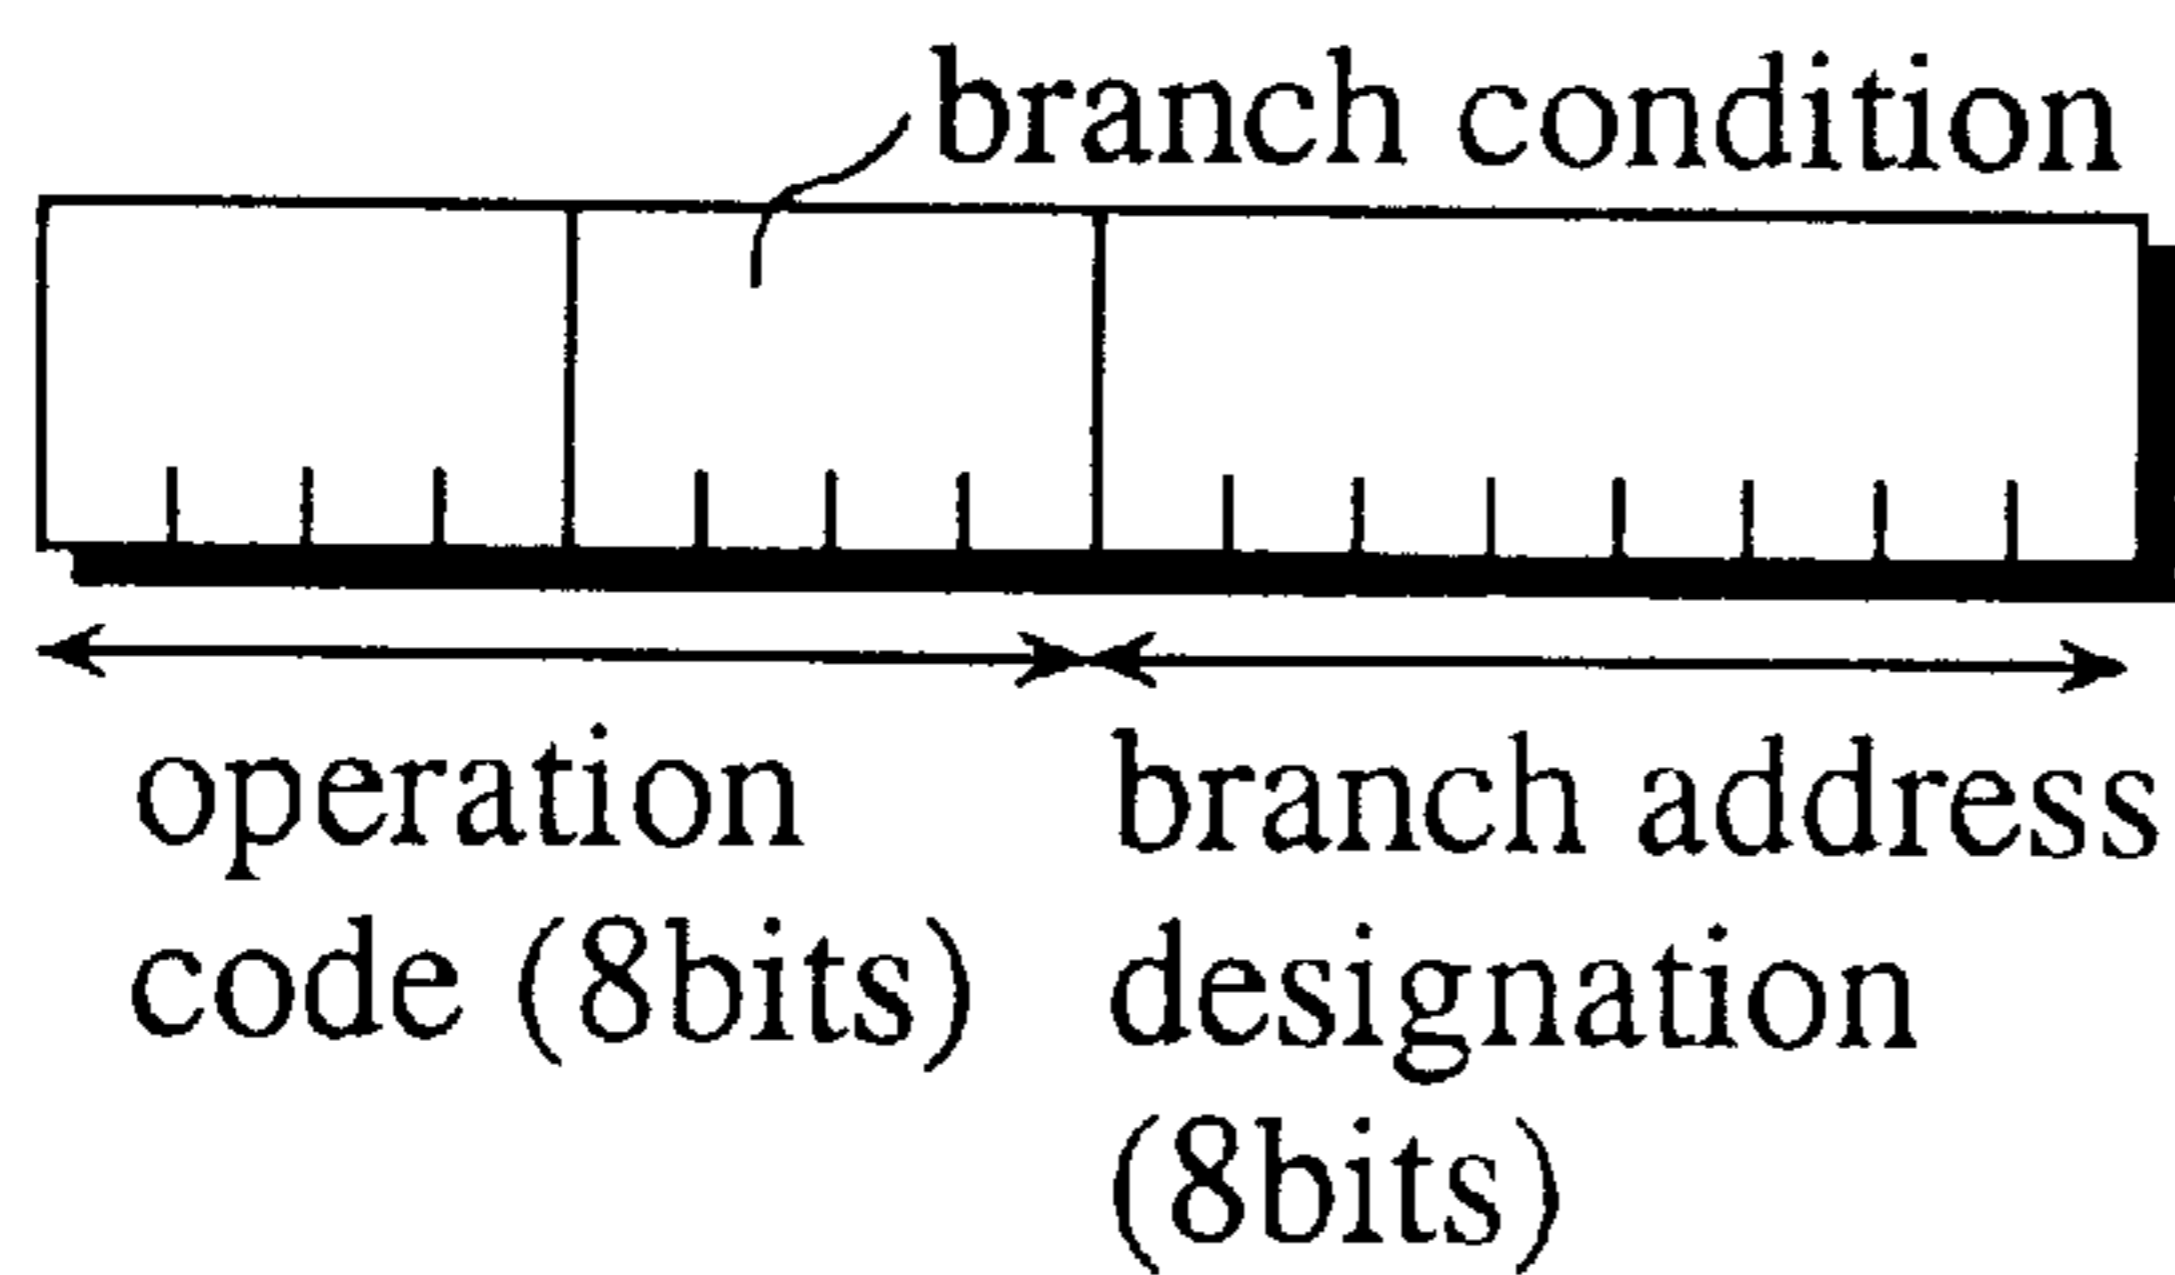 branch condition
operation
code (8bits)
branch address
designation
(8bits)